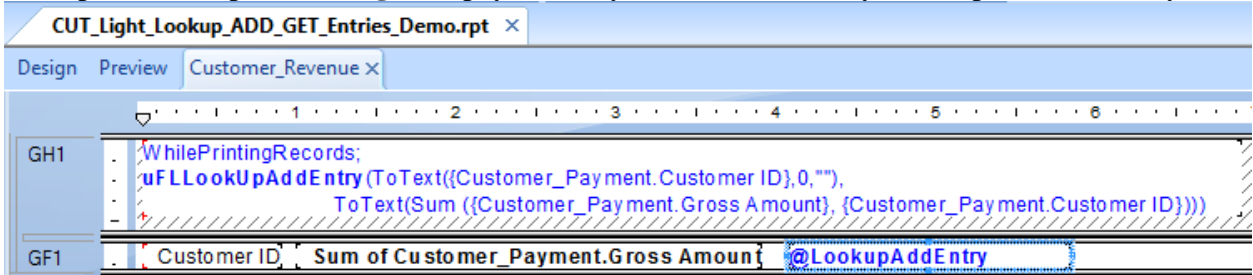 CUT_Light_Lookup_ADD_GET_Entries_Demo.rpt ×
Design Preview Customer_Revenue ×
1 2 3 4 5 6
GH1
WhilePrintingRecords;
uFLLookUpAddEntry(ToText({Customer_Payment.Customer ID},0,""),
ToText(Sum ({Customer_Payment.Gross Amount}, {Customer_Payment.Customer ID})))
GF1 Customer ID Sum of Customer_Payment.Gross Amount @LookupAddEntry